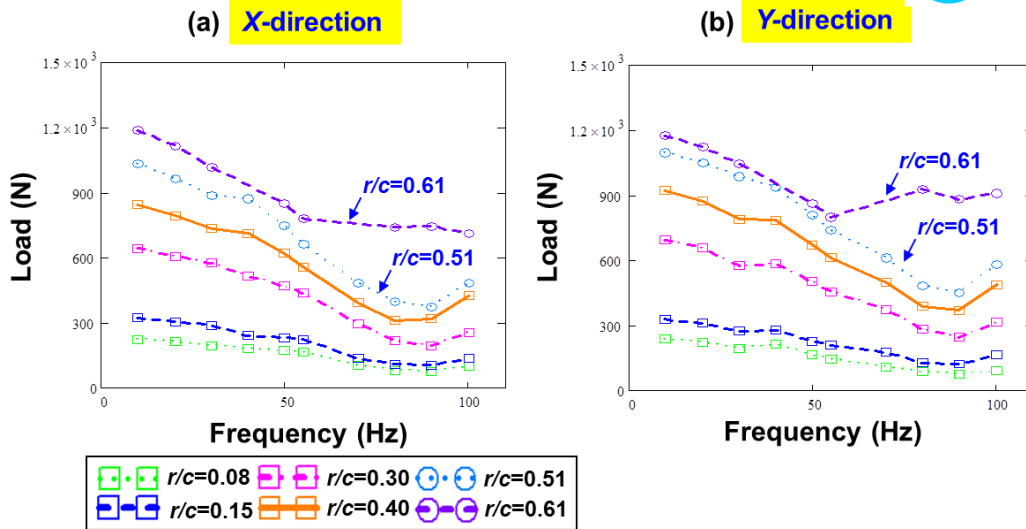 (a) X-direction
(b) Y-direction
1.5 × 10³
1.2 × 10³
900
600
300
0
Load (N)
r/c=0.61
r/c=0.51
0
50
100
Frequency (Hz)
1.5 × 10³
1.2 × 10³
900
600
300
0
Load (N)
r/c=0.61
r/c=0.51
0
50
100
Frequency (Hz)
r/c=0.08 r/c=0.30 r/c=0.51
r/c=0.15 r/c=0.40 r/c=0.61